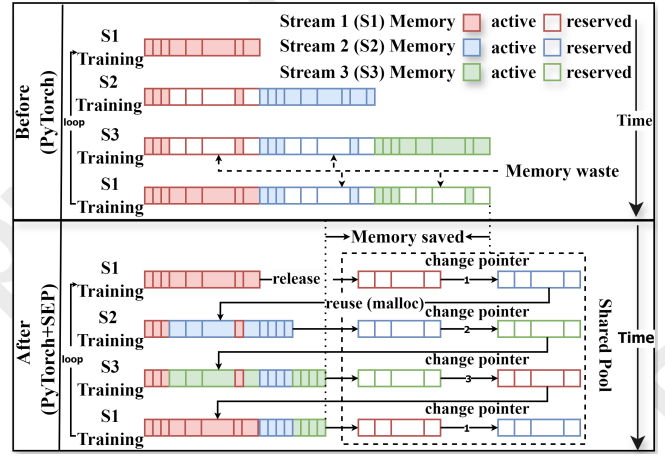 Stream 1 (S1) Memory active reserved
Stream 2 (S2) Memory active reserved
Stream 3 (S3) Memory active reserved
Before
(PyTorch)
loop
S1
Training
S2
Training
S3
Training
S1
Training
Memory waste
Time
After
(PyTorch+SEP)
loop
Memory saved
S1
Training
release
change pointer
1
reuse (malloc)
S2
Training
change pointer
2
S3
Training
change pointer
3
S1
Training
change pointer
1
Shared Pool
Time